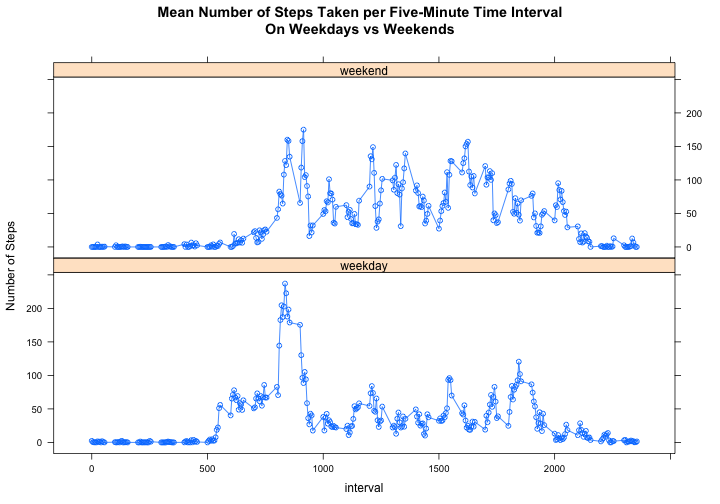 Mean Number of Steps Taken per Five-Minute Time Interval
On Weekdays vs Weekends
weekend
200
150
100
50
0
weekday
200
150
100
50
0
Number of Steps
0 500 1000 1500 2000
interval